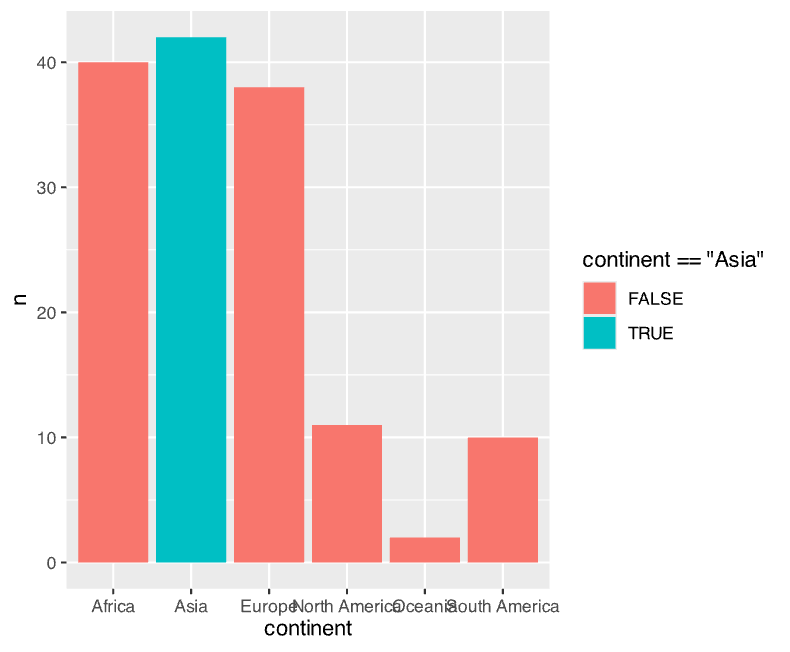 40
30
20
10
0
n
Africa
Asia
Europe
North America
Oceania
South America
continent
continent == "Asia"
FALSE
TRUE